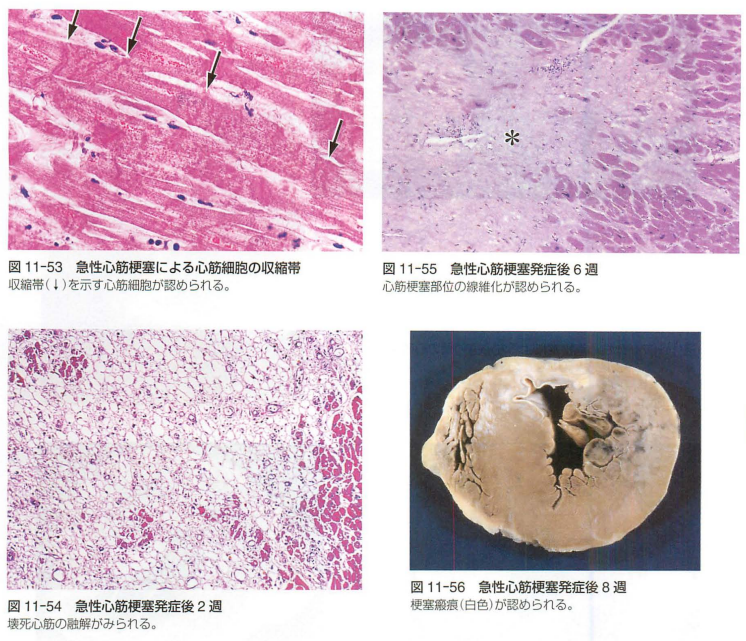 図 11-53 急性心筋梗塞による心筋細胞の収縮帯
収縮帯(↓)を示す心筋細胞が認められる。
図 11-55 急性心筋梗塞発症後 6 週
心筋梗塞部位の線維化が認められる。
*
図 11-54 急性心筋梗塞発症後 2 週
壊死心筋の融解がみられる。
図 11-56 急性心筋梗塞発症後 8 週
梗塞瘢痕(白色)が認められる。